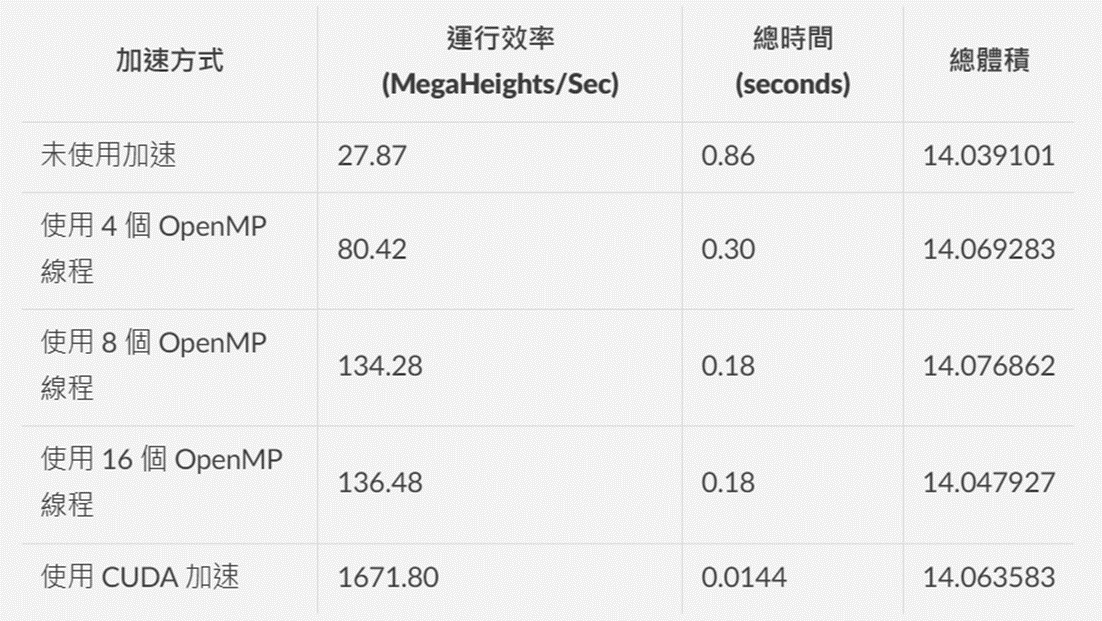 加速方式
運行效率
(MegaHeights/Sec)
總時間
(seconds)
總體積
未使用加速
27.87
0.86
14.039101
使用 4 個 OpenMP
線程
80.42
0.30
14.069283
使用 8 個 OpenMP
線程
134.28
0.18
14.076862
使用 16 個 OpenMP
線程
136.48
0.18
14.047927
使用 CUDA 加速
1671.80
0.0144
14.063583